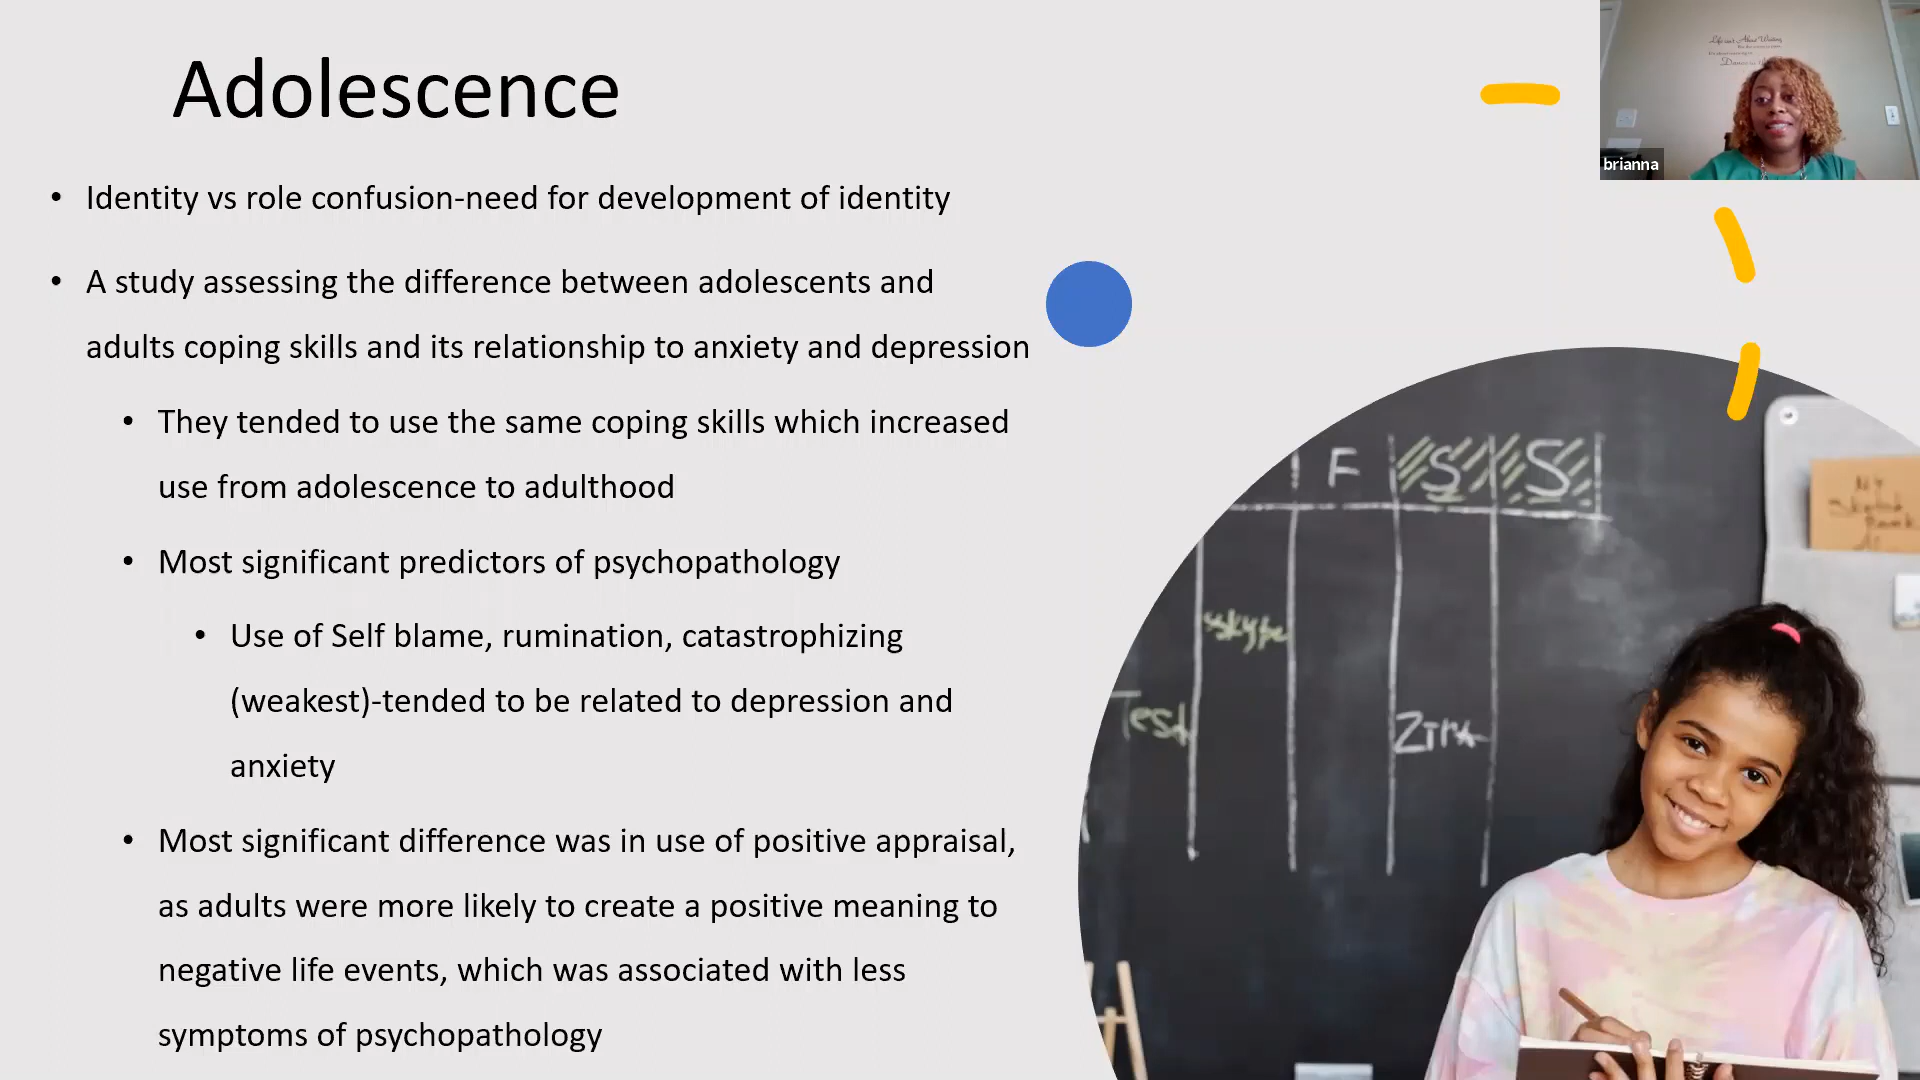 Adolescence
brianna
• Identity vs role confusion-need for development of identity
• A study assessing the difference between adolescents and
adults coping skills and its relationship to anxiety and depression
• They tended to use the same coping skills which increased
use from adolescence to adulthood
• Most significant predictors of psychopathology
• Use of Self blame, rumination, catastrophizing
(weakest)-tended to be related to depression and
anxiety
• Most significant difference was in use of positive appraisal,
as adults were more likely to create a positive meaning to
negative life events, which was associated with less
symptoms of psychopathology
F S S
skype
Test